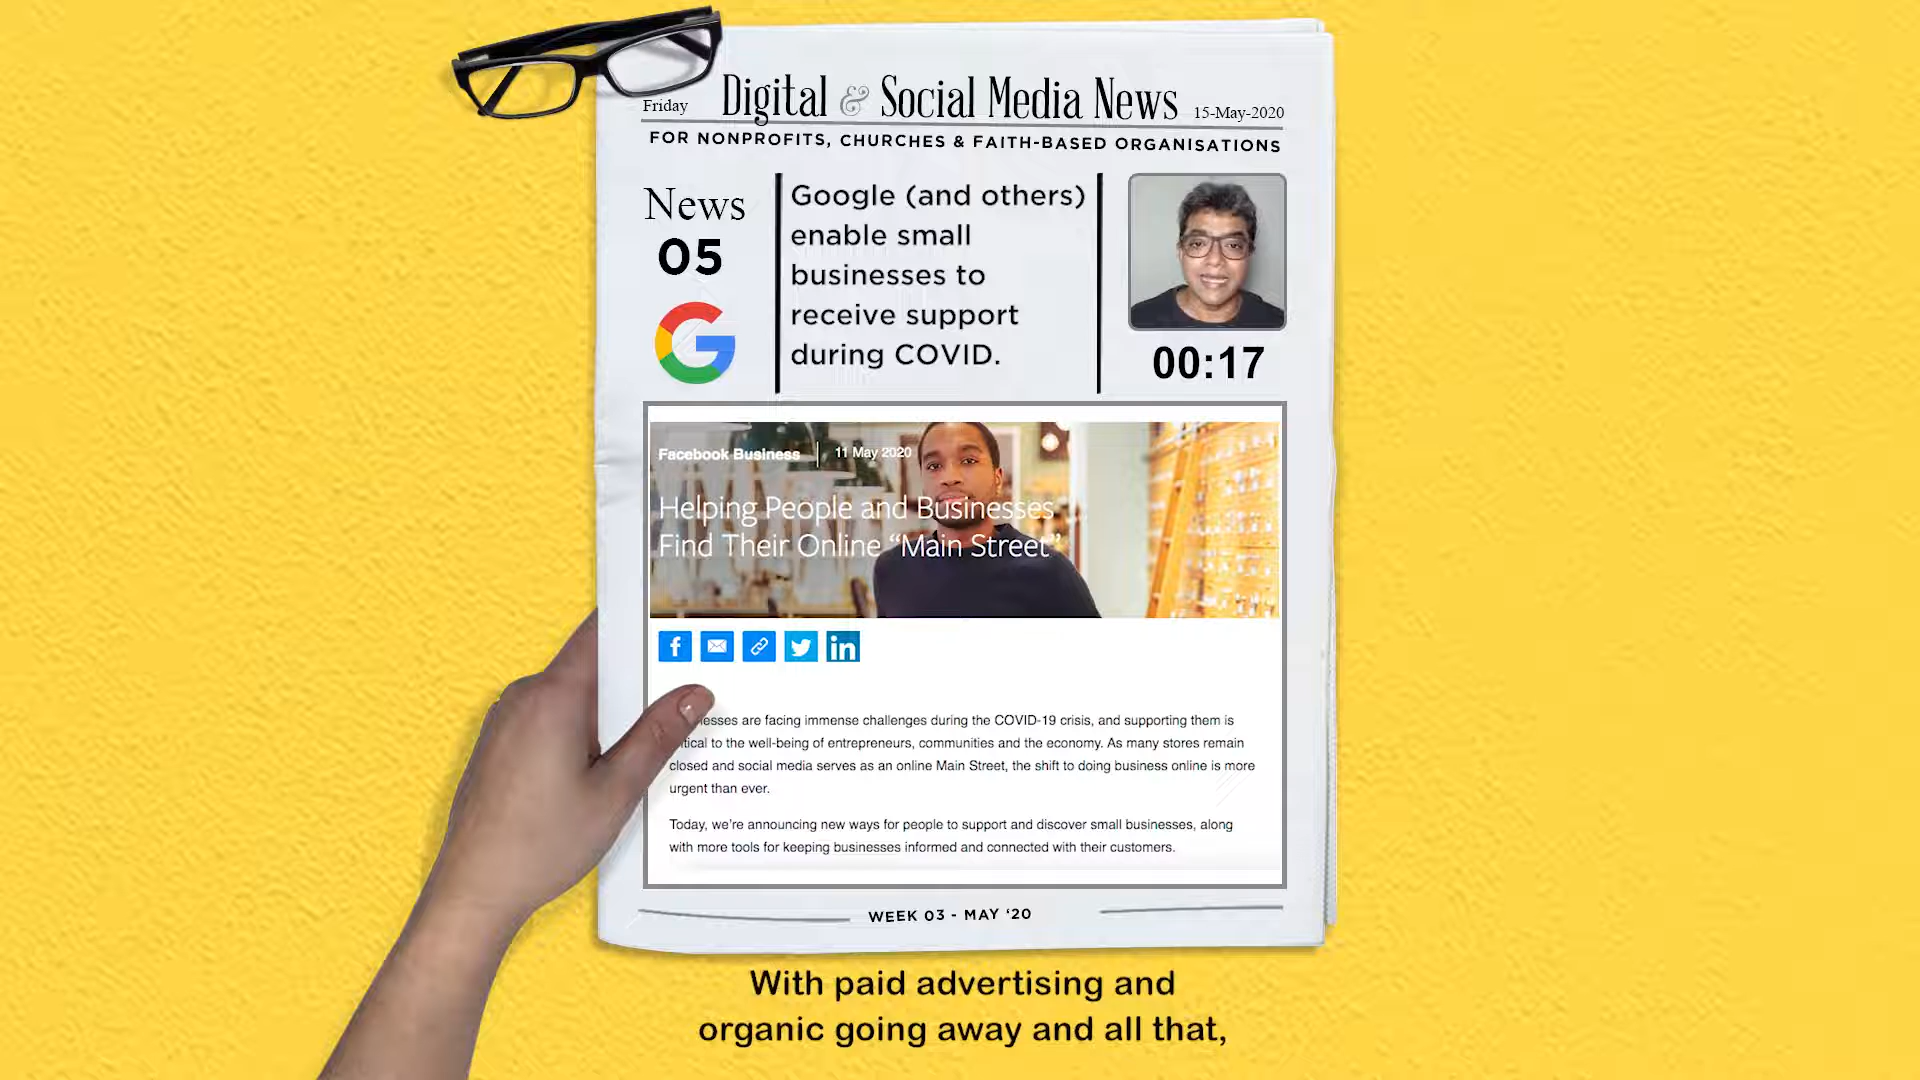 Friday
Digital & Social Media News
15-May-2020
FOR NONPROFITS, CHURCHES & FAITH-BASED ORGANISATIONS
News
05
Google (and others)
enable small
businesses to
receive support
during COVID.
00:17
Facebook Business
11 May 2020
Helping People and Businesses
Find Their Online “Main Street”
are facing immense challenges during the COVID-19 crisis, and supporting them is
to the well-being of entrepreneurs, communities and the economy. As many stores remain
closed and social media serves as an online Main Street, the shift to doing business online is more
urgent than ever.
Today, we’re announcing new ways for people to support and discover small businesses, along
with more tools for keeping businesses informed and connected with their customers.
WEEK 03 - MAY ‘20
With paid advertising and
organic going away and all that,